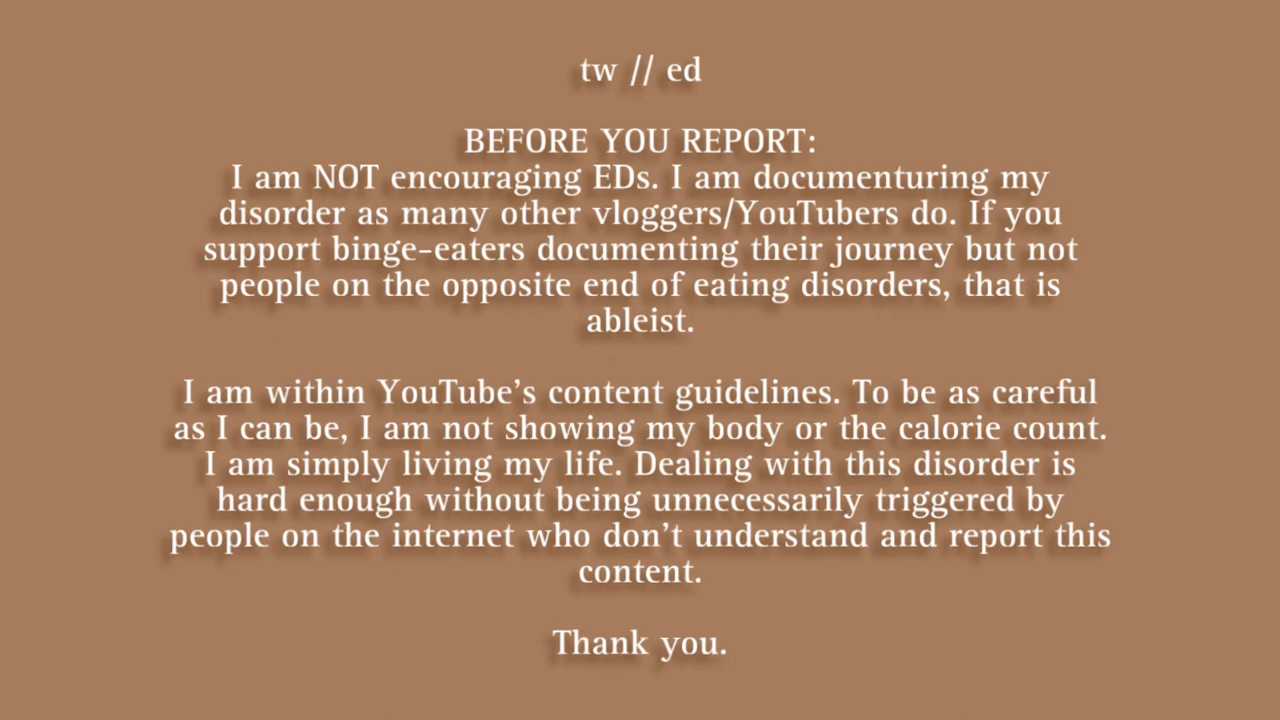 tw // ed
BEFORE YOU REPORT:
I am NOT encouraging EDs. I am documenturing my
disorder as many other vloggers/YouTubers do. If you
support binge-eaters documenting their journey but not
people on the opposite end of eating disorders, that is
ableist.
I am within YouTube’s content guidelines. To be as careful
as I can be, I am not showing my body or the calorie count.
I am simply living my life. Dealing with this disorder is
hard enough without being unnecessarily triggered by
people on the internet who don’t understand and report this
content.
Thank you.